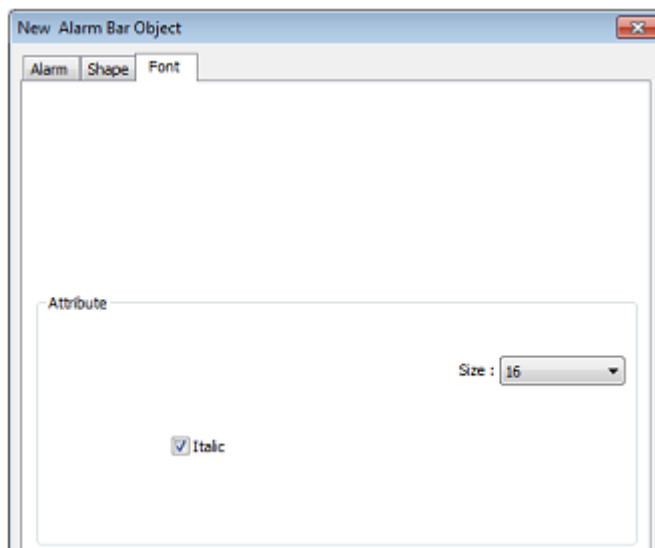 New Alarm Bar Object
Alarm Shape Font
Attribute
Size : 16
Italic